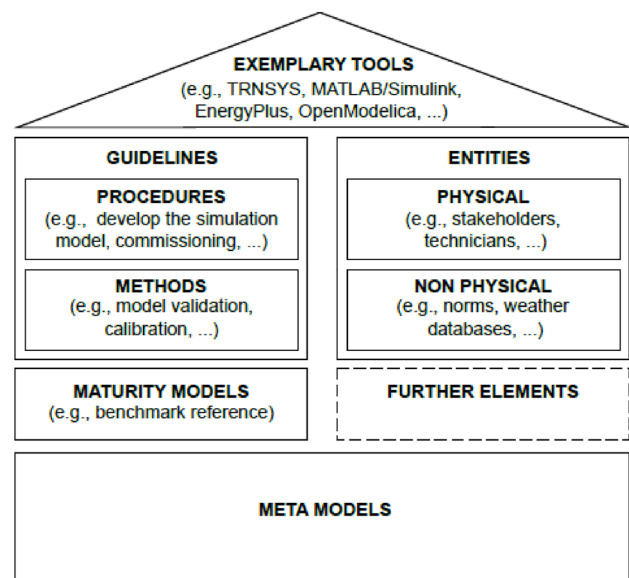 EXEMPLARY TOOLS
(e.g., TRNSYS, MATLAB/Simulink,
EnergyPlus, OpenModelica, ...)
GUIDELINES
PROCEDURES
(e.g., develop the simulation
model, commissioning, ...)
METHODS
(e.g., model validation,
calibration, ...)
ENTITIES
PHYSICAL
(e.g., stakeholders,
technicians, ...)
NON PHYSICAL
(e.g., norms, weather
databases, ...)
MATURITY MODELS
(e.g., benchmark reference)
FURTHER ELEMENTS
META MODELS